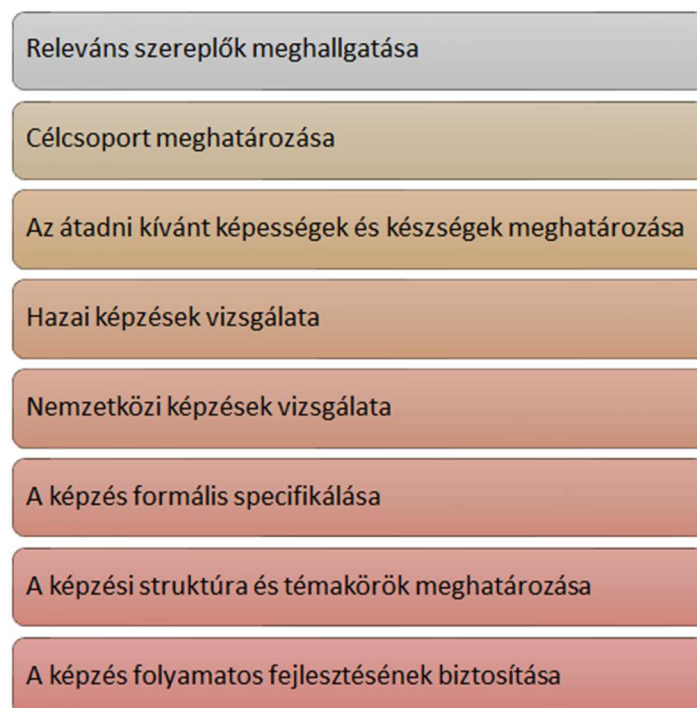 Releváns szereplők meghallgatása
Célcsoport meghatározása
Az átadni kívánt képességek és készségek meghatározása
Hazai képzések vizsgálata
Nemzetközi képzések vizsgálata
A képzés formális specifikálása
A képzési struktúra és témakörök meghatározása
A képzés folyamatos fejlesztésének biztosítása